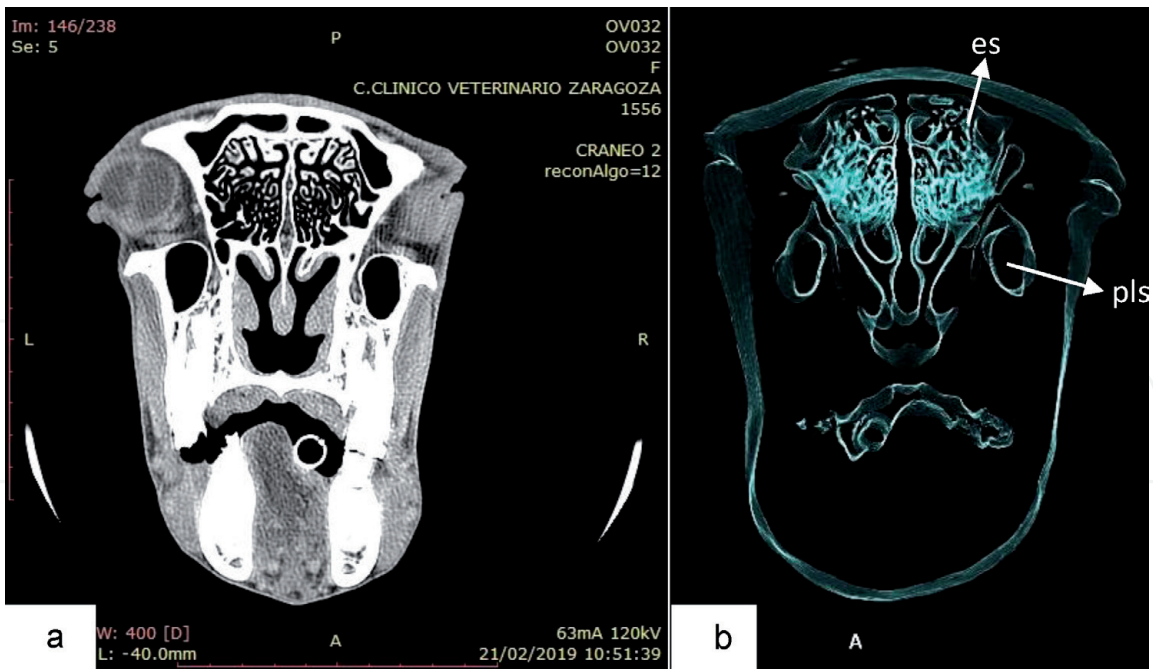 Im: 146/238
Se: 5
P
OV032
OV032
F
C.CLINICO VETERINARIO ZARAGOZA
1556
CRANEO 2
reconAlgo=12
L
R
a
W: 400 [D]
L: -40.0mm
A
63mA 120kV
21/02/2019 10:51:39
es
pls
b
A